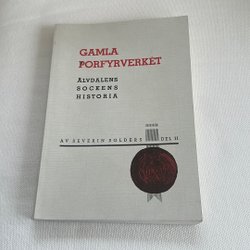 GAMLA
PORFYRVERKET
ÄLVDALENS
SOCKENS
HISTORIA
AV SEVERIN SOLDERS DEL II